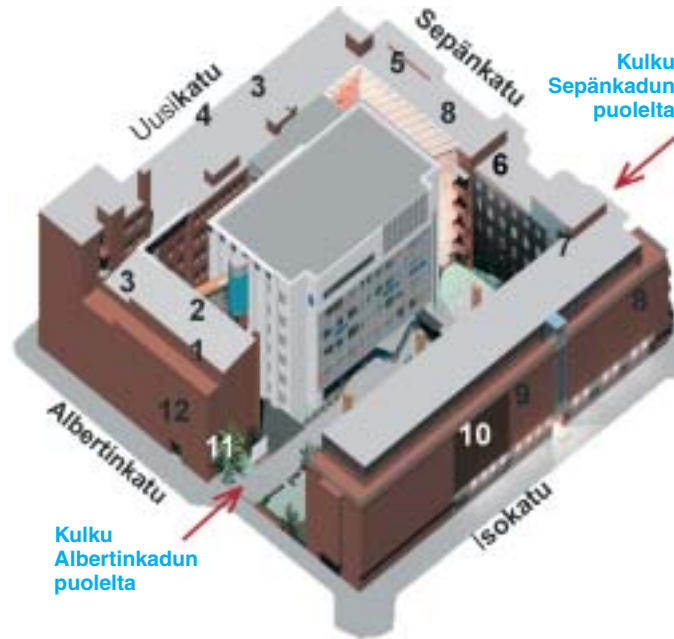 Sepänkatu
Kulku
Sepänkadun
puolelta
Uusikatu
5
3
4
8
6
7
3
2
8
1
9
12
10
11
Albertinkatu
Isokatu
Kulku
Albertinkadun
puolelta